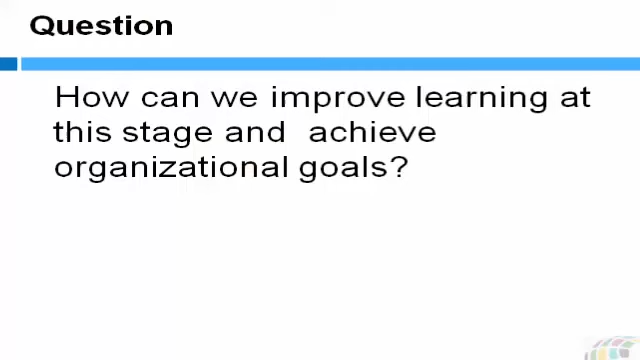 Question
How can we improve learning at
this stage and  achieve
organizational goals?